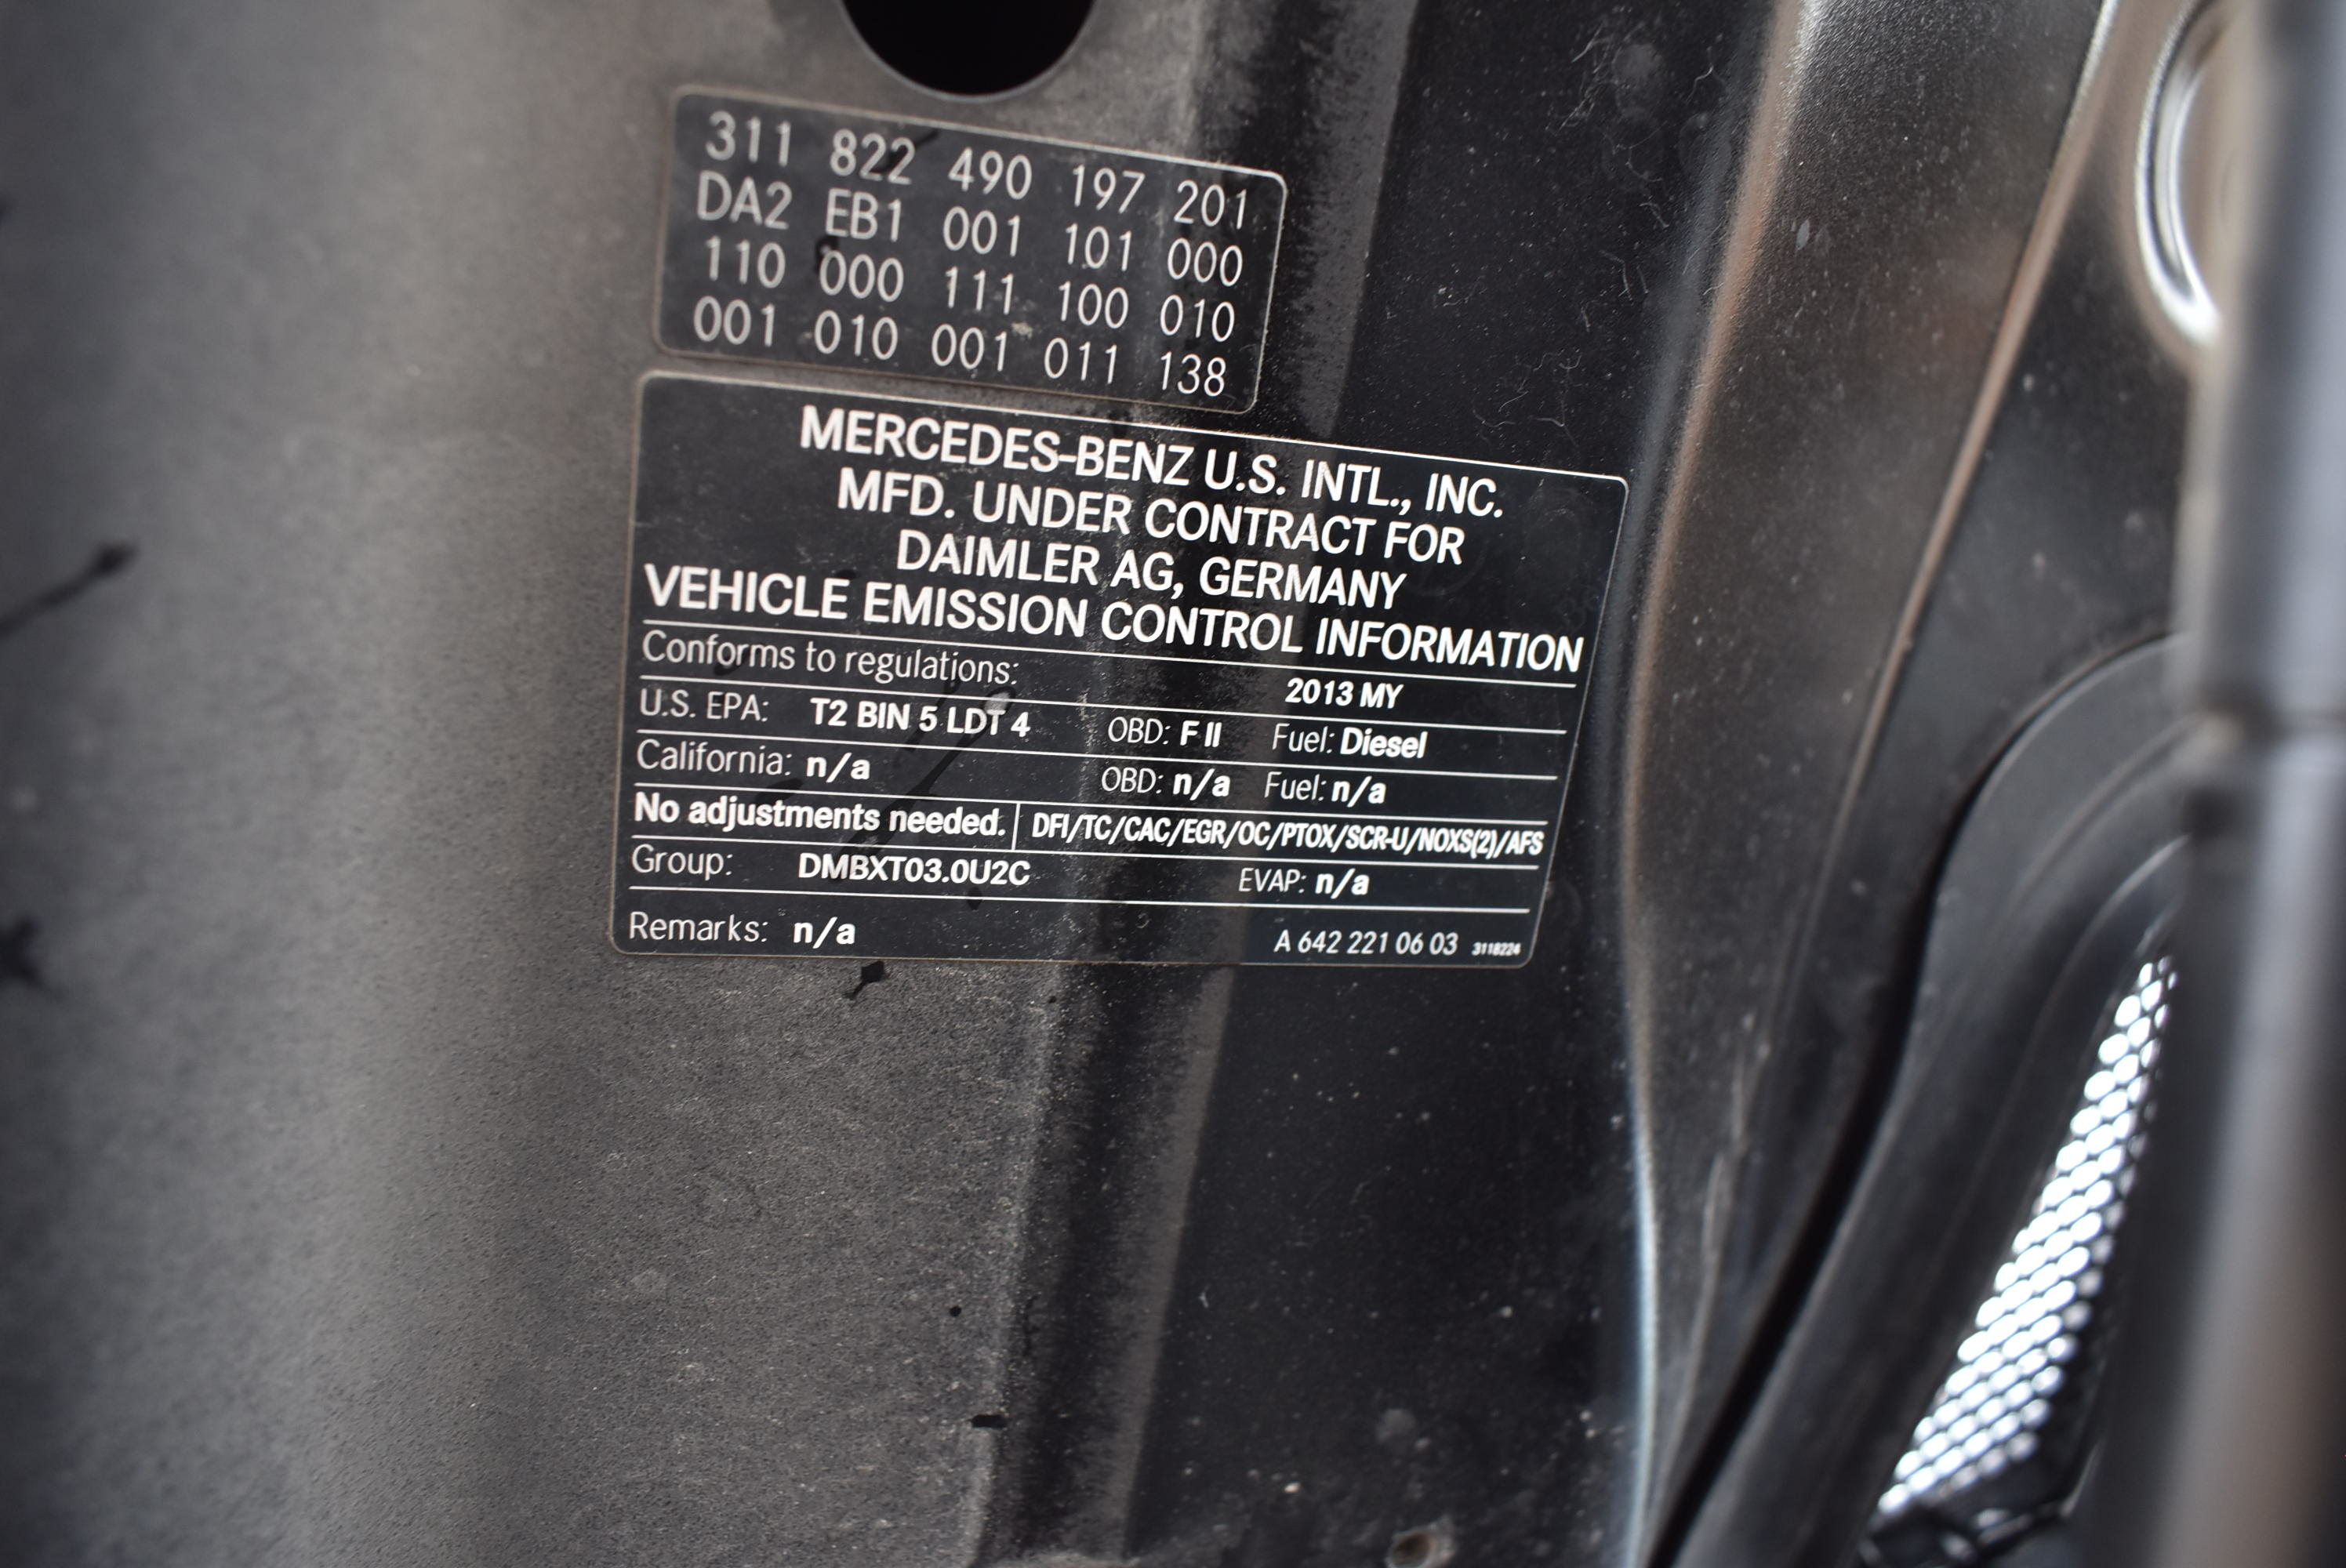 311 822 490 197 201
DA2 EB1 001 101 000
110 000 111 100 010
001 010 001 011 138
MERCEDES-BENZ U.S. INTL., INC.
MFD. UNDER CONTRACT FOR
DAIMLER AG, GERMANY
VEHICLE EMISSION CONTROL INFORMATION
Conforms to regulations: 2013 MY
U.S. EPA: T2 BIN 5 LDT 4 OBD: F II Fuel: Diesel
California: n/a OBD: n/a Fuel: n/a
No adjustments needed. DFI/TC/CAC/EGR/OC/PTOX/SCR-U/NOXS(2)/AFS
Group: DMBXT03.0U2C EVAP: n/a
Remarks: n/a A 642 221 06 03 3118224